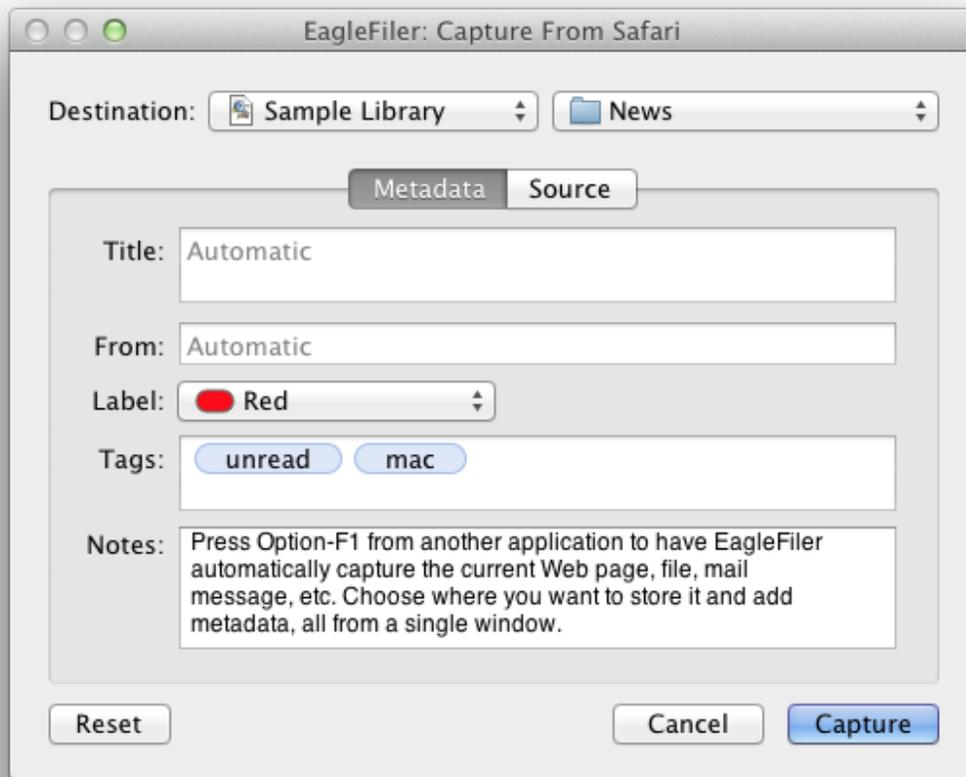 EagleFiler: Capture From Safari
Destination: Sample Library News
Metadata Source
Title: Automatic
From: Automatic
Label: Red
Tags: unread mac
Notes: Press Option-F1 from another application to have EagleFiler
automatically capture the current Web page, file, mail
message, etc. Choose where you want to store it and add
metadata, all from a single window.
Reset Cancel Capture